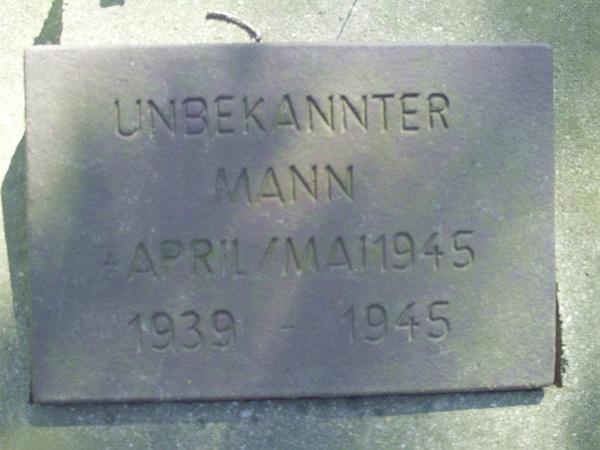 UNBEKANNTER
MANN
+APRIL/MAI1945
1939 - 1945